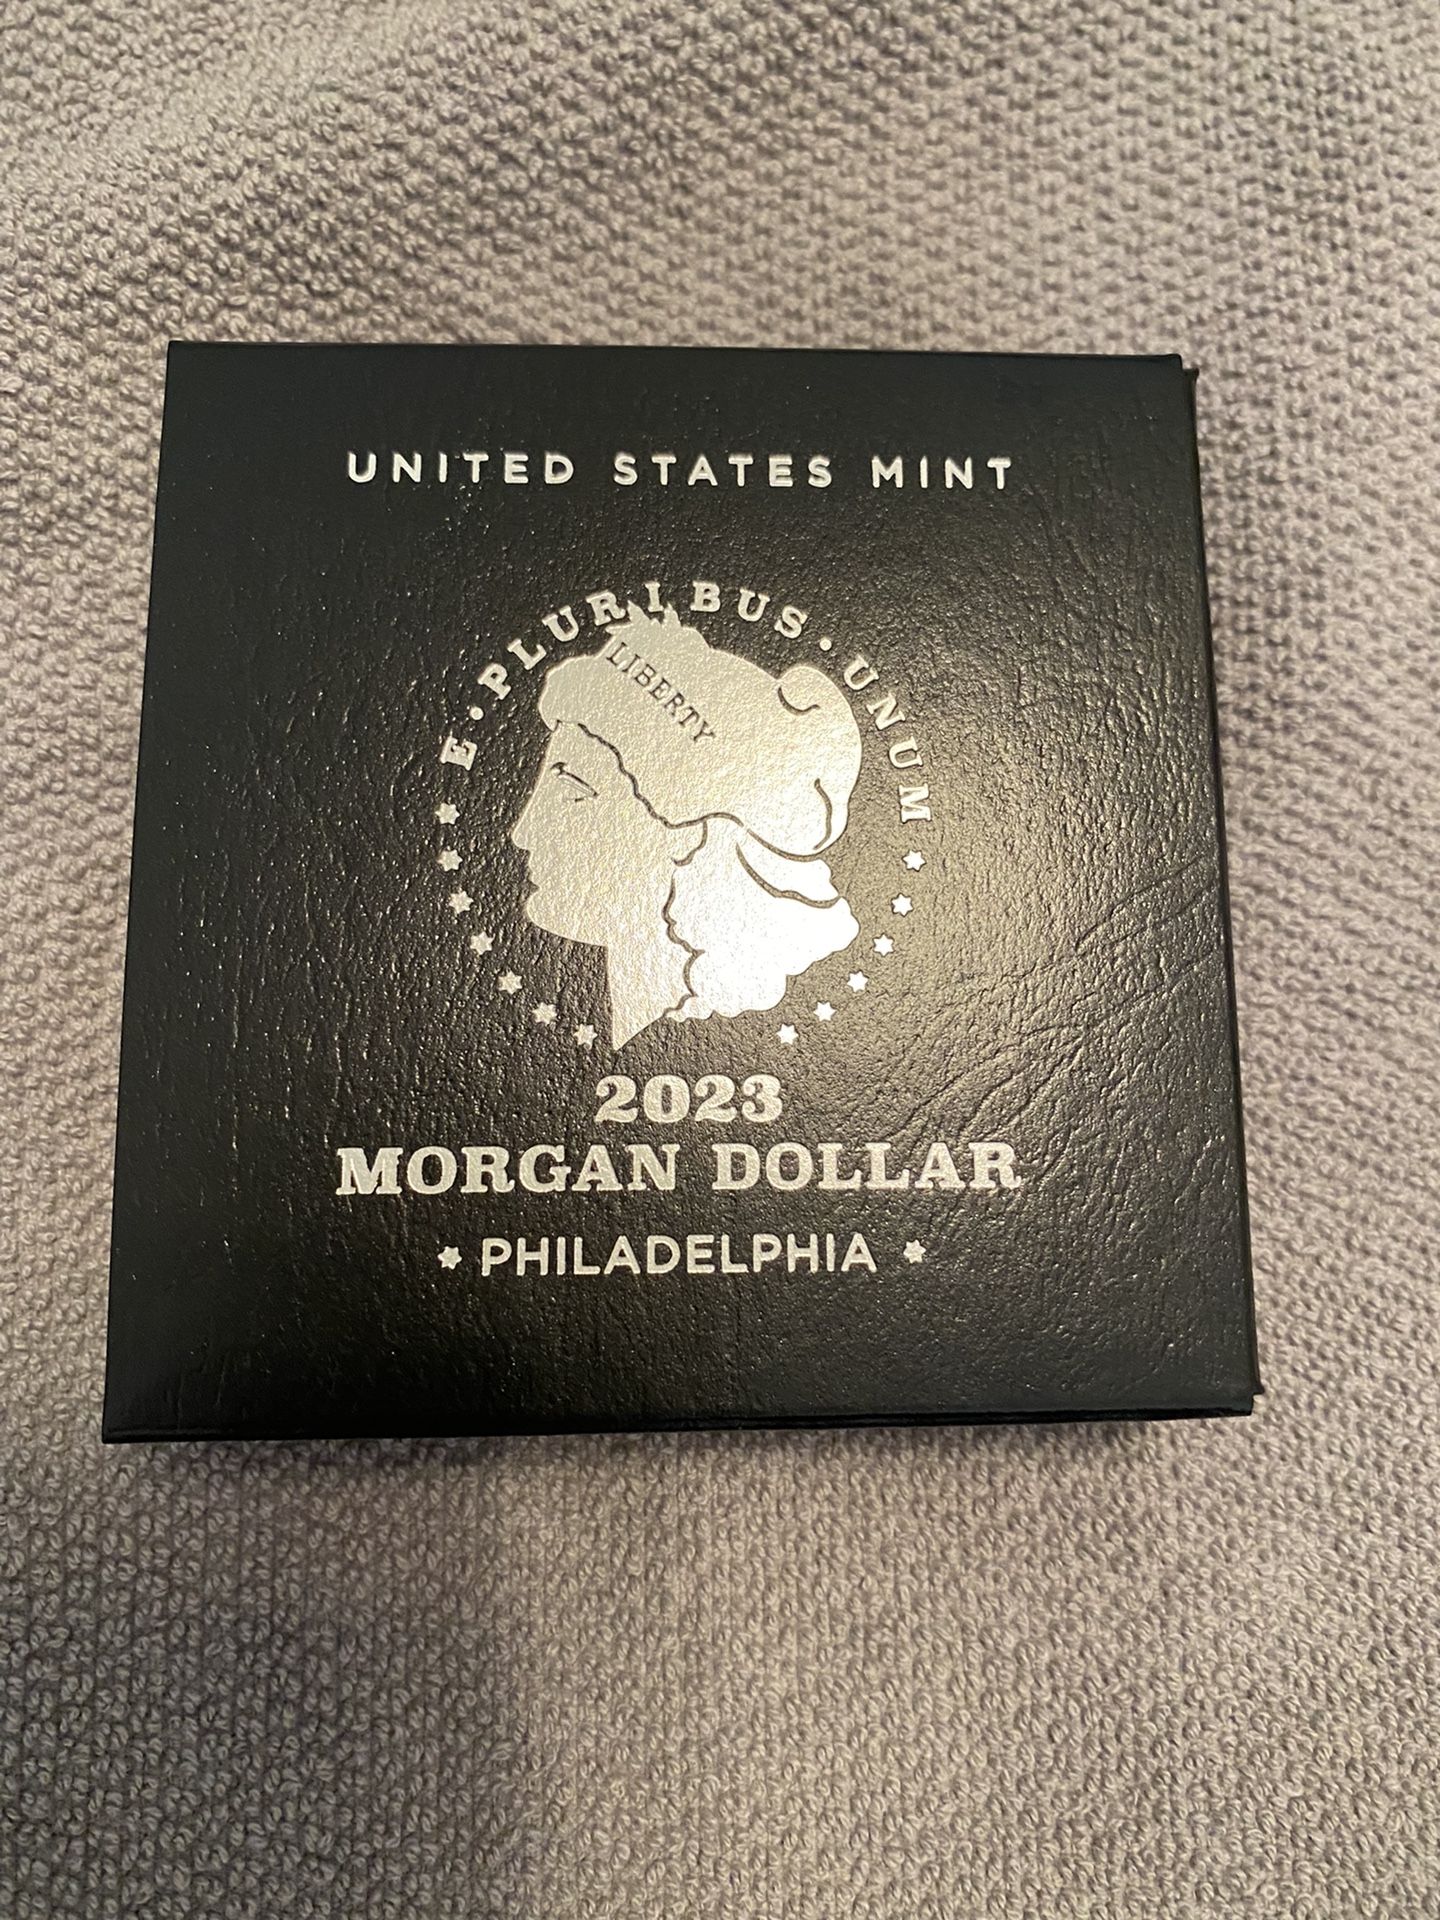 UNITED STATES MINT
E·PLURIBUS·UNUM
LIBERTY
2023
MORGAN DOLLAR
PHILADELPHIA